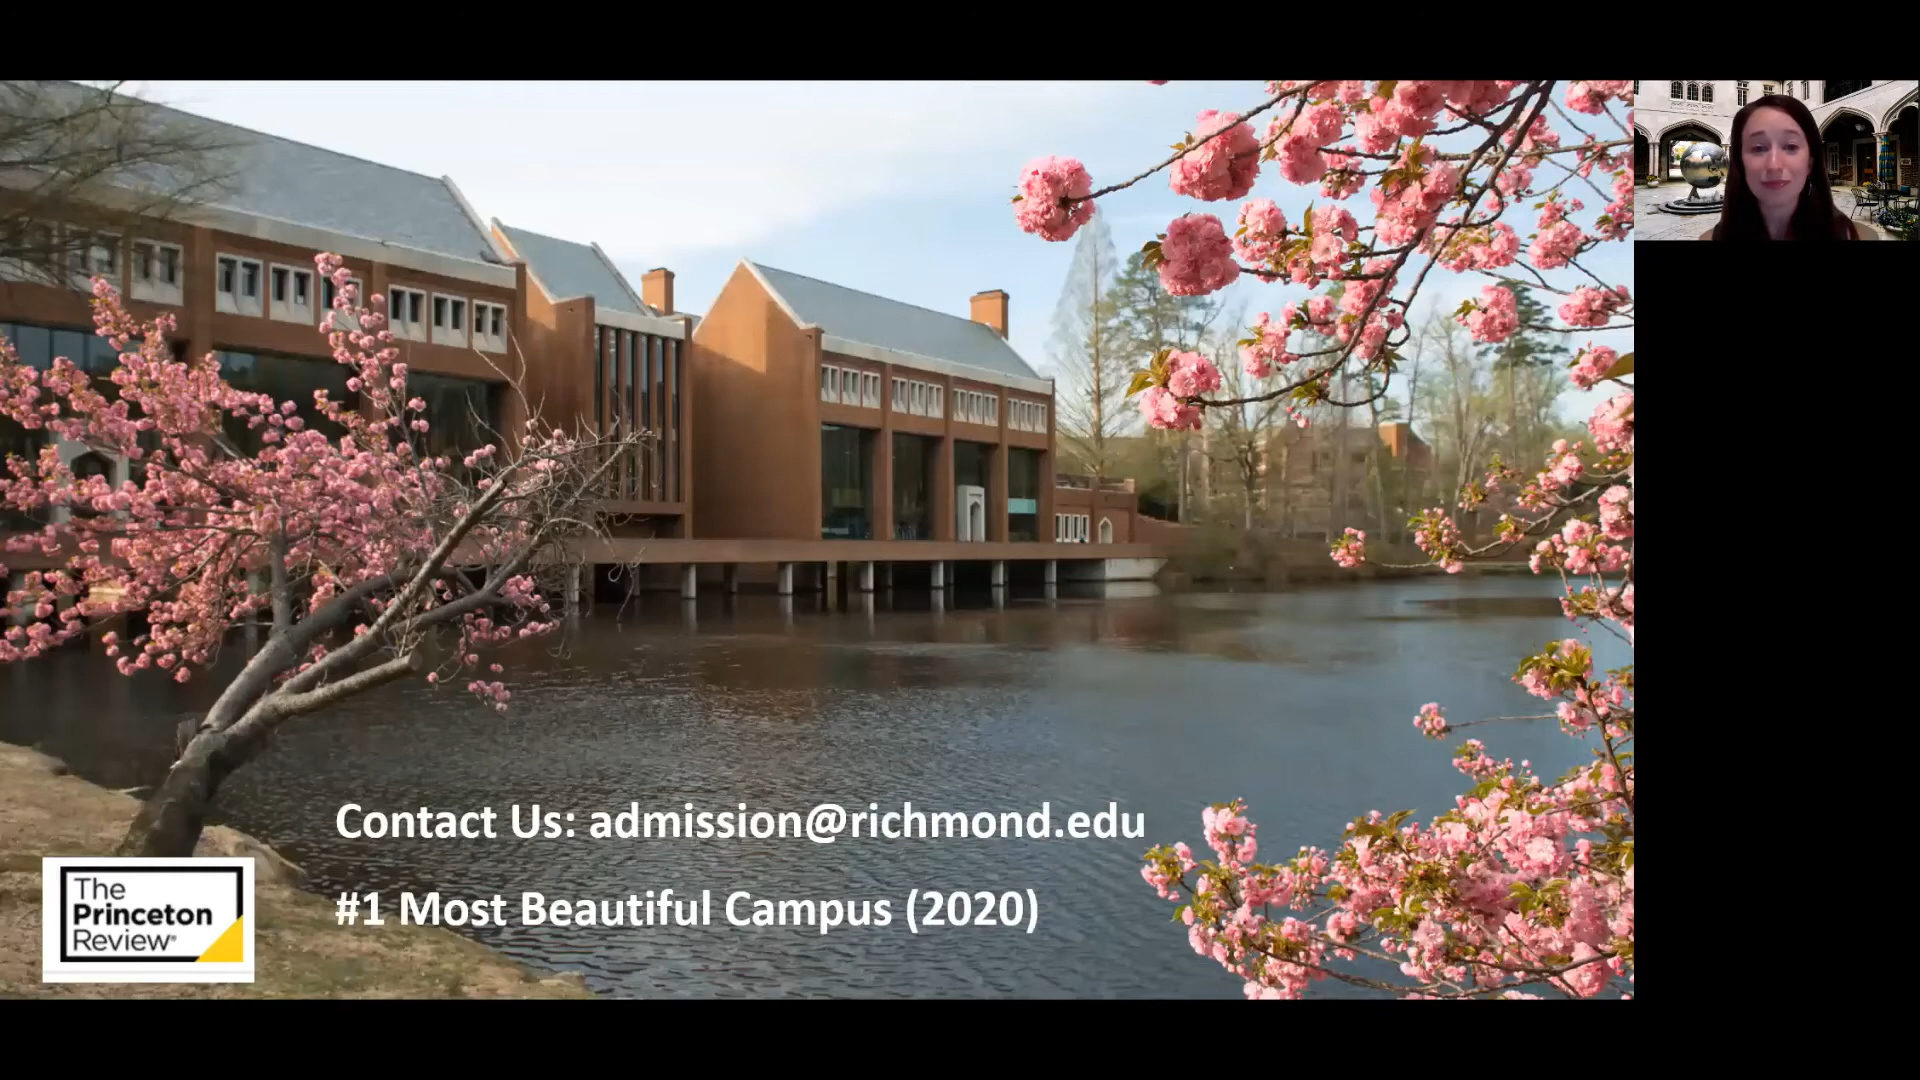 Contact Us: admission@richmond.edu
#1 Most Beautiful Campus (2020)
The
Princeton
Review